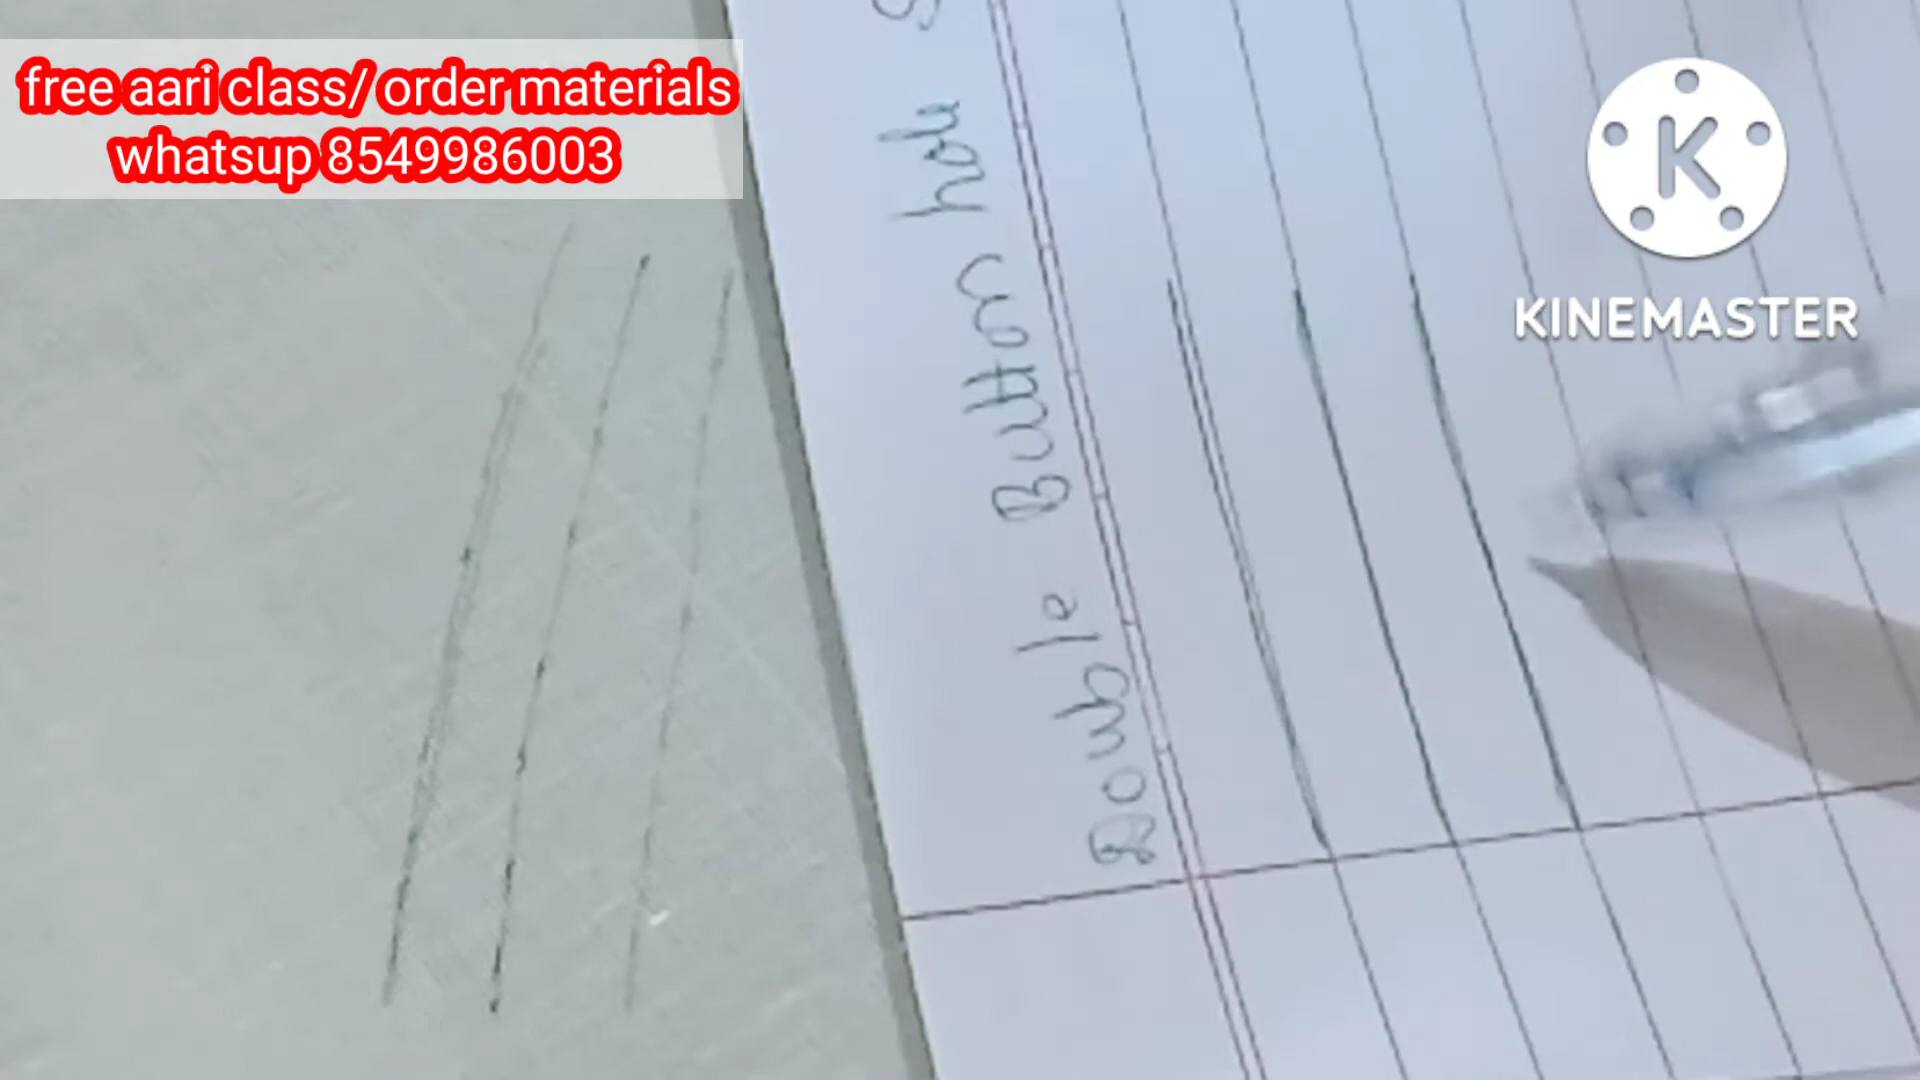 free aari class/ order materials
whatsup 8549986003
KINEMASTER
Double Button hole